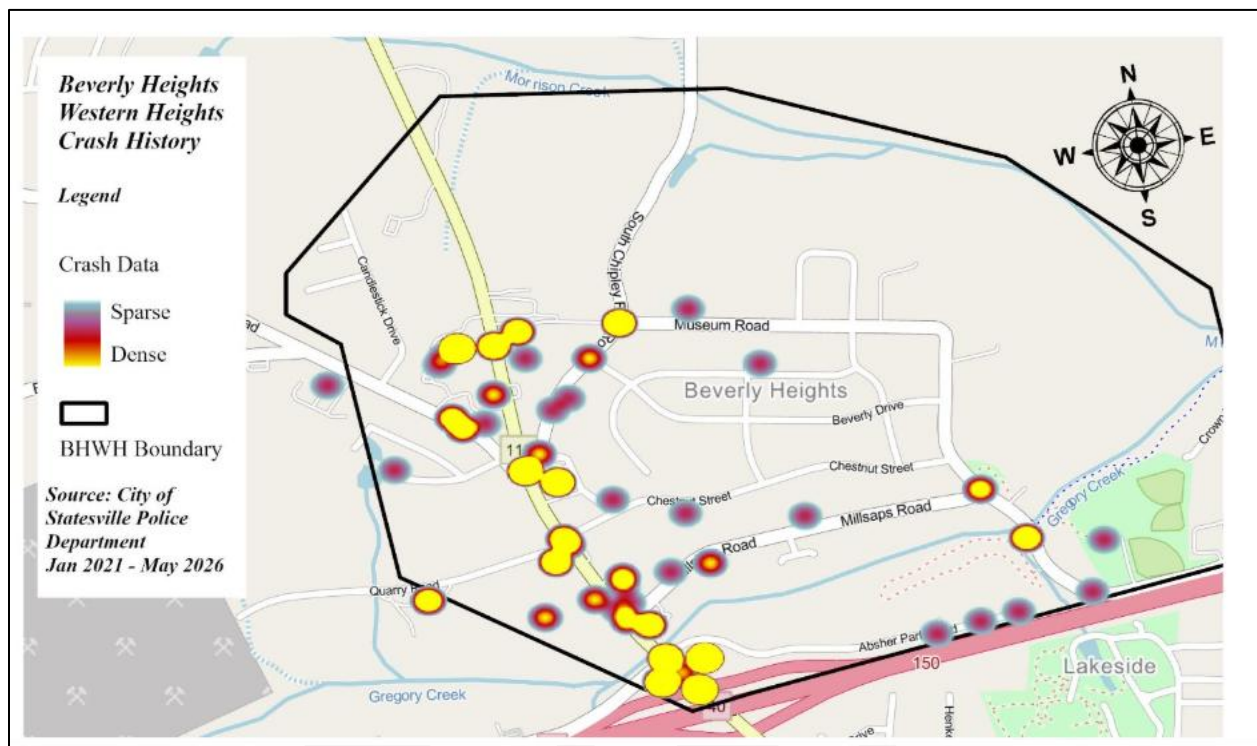 Beverly Heights
Western Heights
Crash History
Legend
Crash Data
Sparse
Dense
BHWH Boundary
Source: City of
Statesville Police
Department
Jan 2021 - May 2026
N
W
E
S
Morrison Creek
South Chipley
Candlestick Drive
Museum Road
Beverly Heights
Beverly Drive
Chestnut Street
Chestnut Street
Millsaps Road
Road
Gregory Creek
Crown
Quarry Road
Absher Park
150
Lakeside
Gregory Creek
40